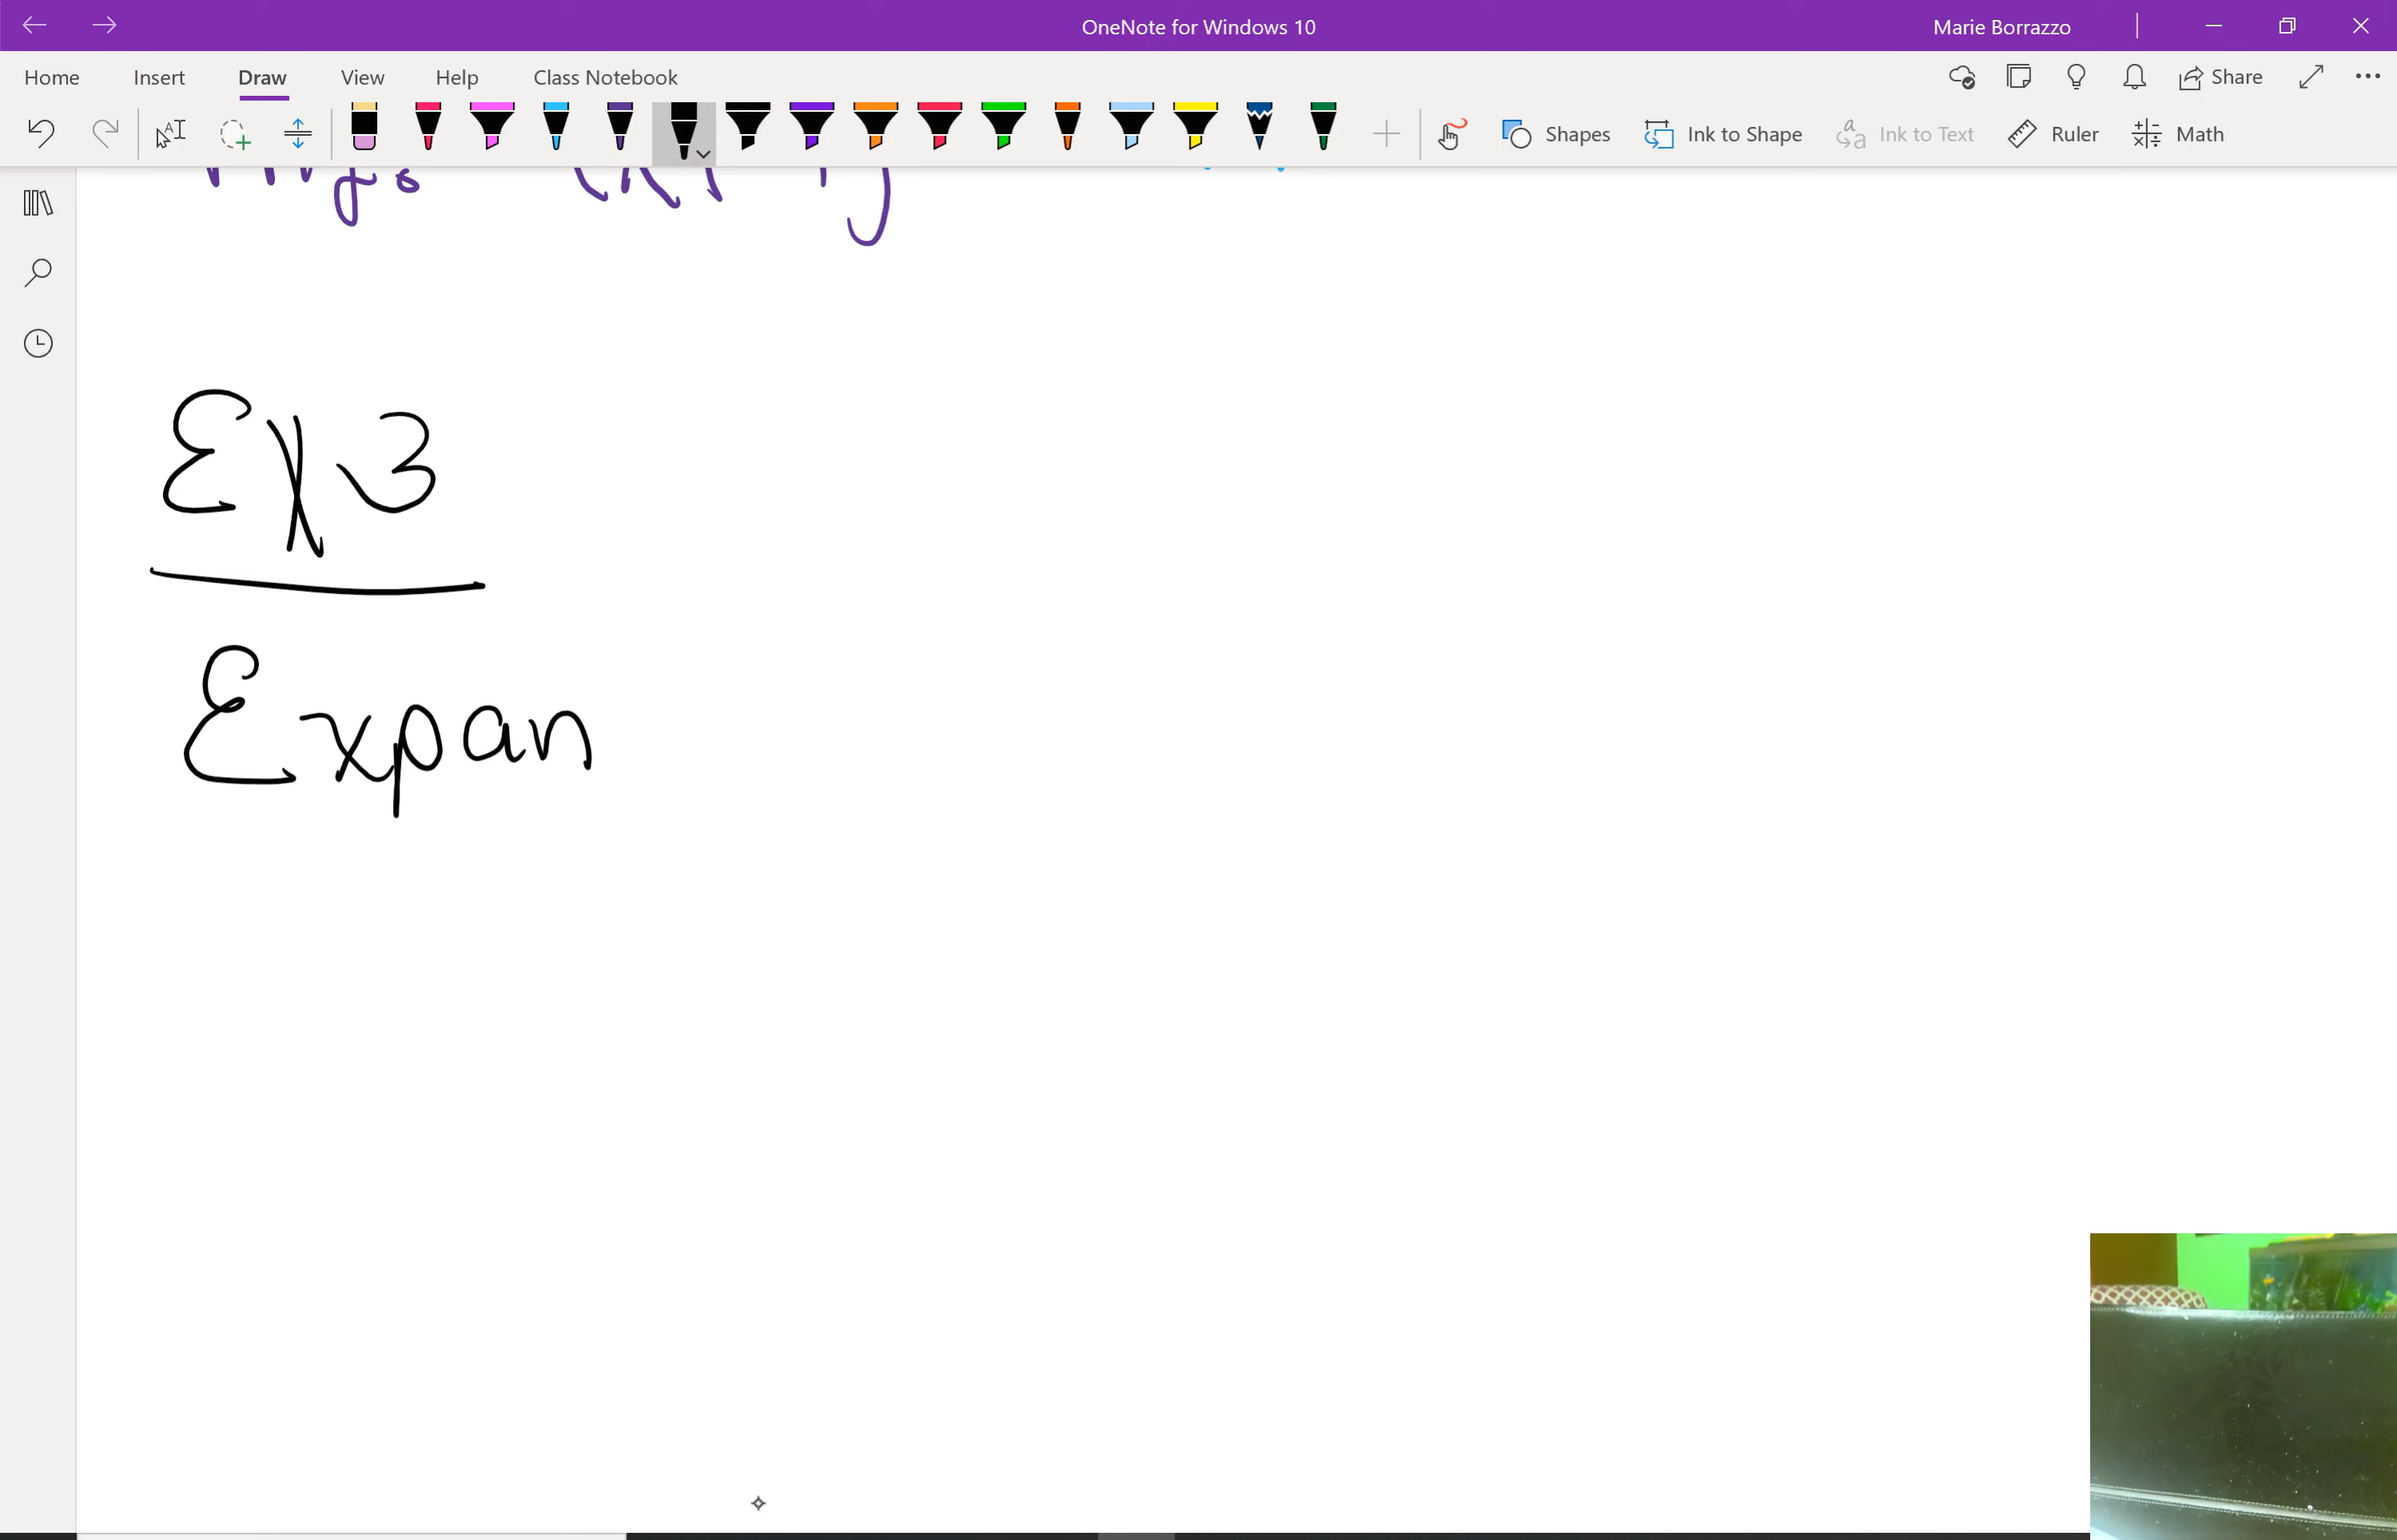 OneNote for Windows 10 Marie Borrazzo
Home Insert Draw View Help Class Notebook Share
Shapes Ink to Shape Ink to Text Ruler Math
Ex 3
Expan